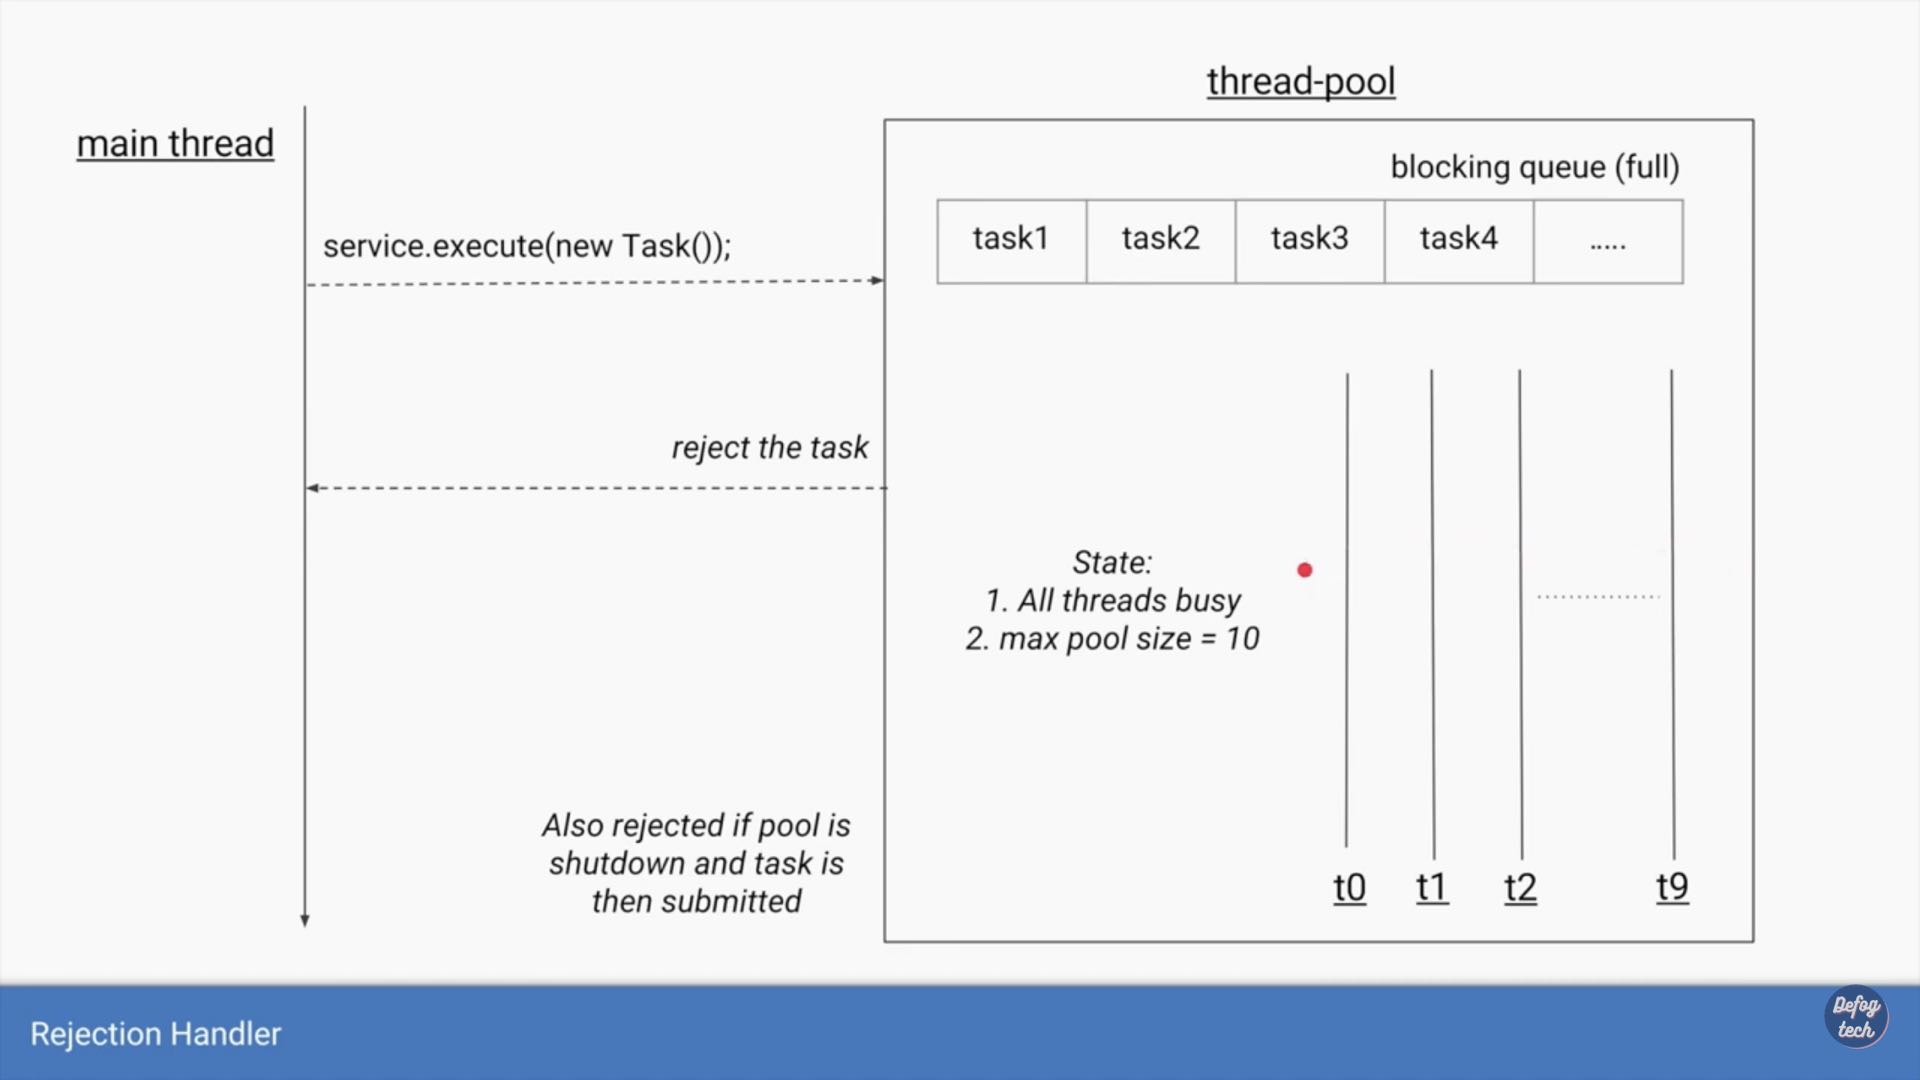 thread-pool
main thread
blocking queue (full)
task1 task2 task3 task4 .....
service.execute(new Task());
reject the task
State:
1. All threads busy
2. max pool size = 10
Also rejected if pool is
shutdown and task is
then submitted
t0 t1 t2 t9
Rejection Handler
Defog
tech